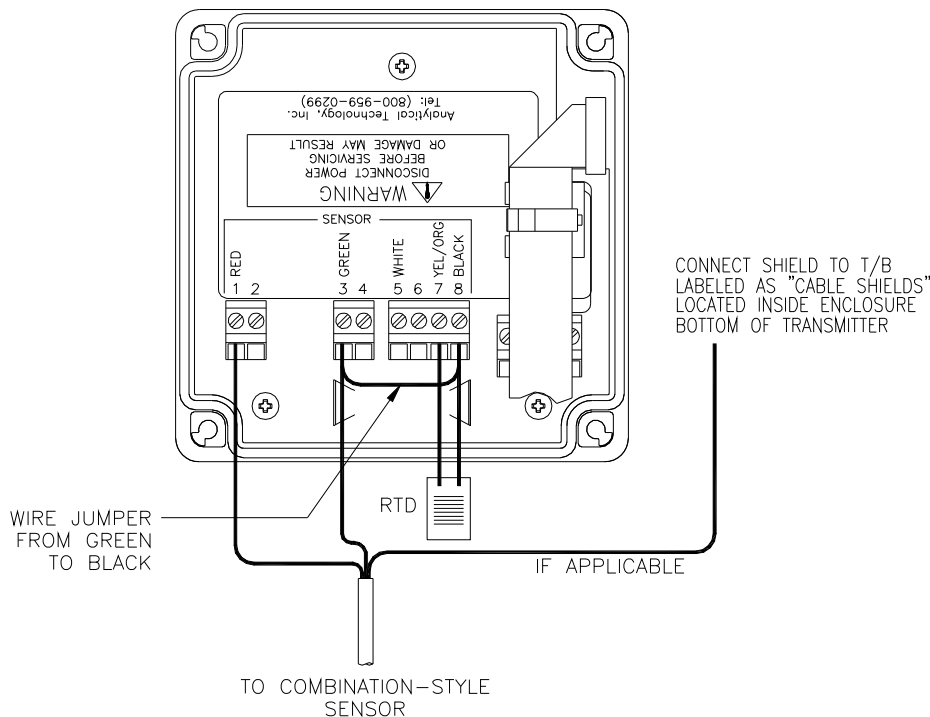 Analytical Technology, Inc.
Tel: (800-959-0299)
WARNING
DISCONNECT POWER
BEFORE SERVICING
OR DAMAGE MAY RESULT
SENSOR
RED
GREEN
WHITE
YEL/ORG
BLACK
1 2 3 4 5 6 7 8
CONNECT SHIELD TO T/B
LABELED AS "CABLE SHIELDS"
LOCATED INSIDE ENCLOSURE
BOTTOM OF TRANSMITTER
RTD
WIRE JUMPER
FROM GREEN
TO BLACK
IF APPLICABLE
TO COMBINATION-STYLE
SENSOR